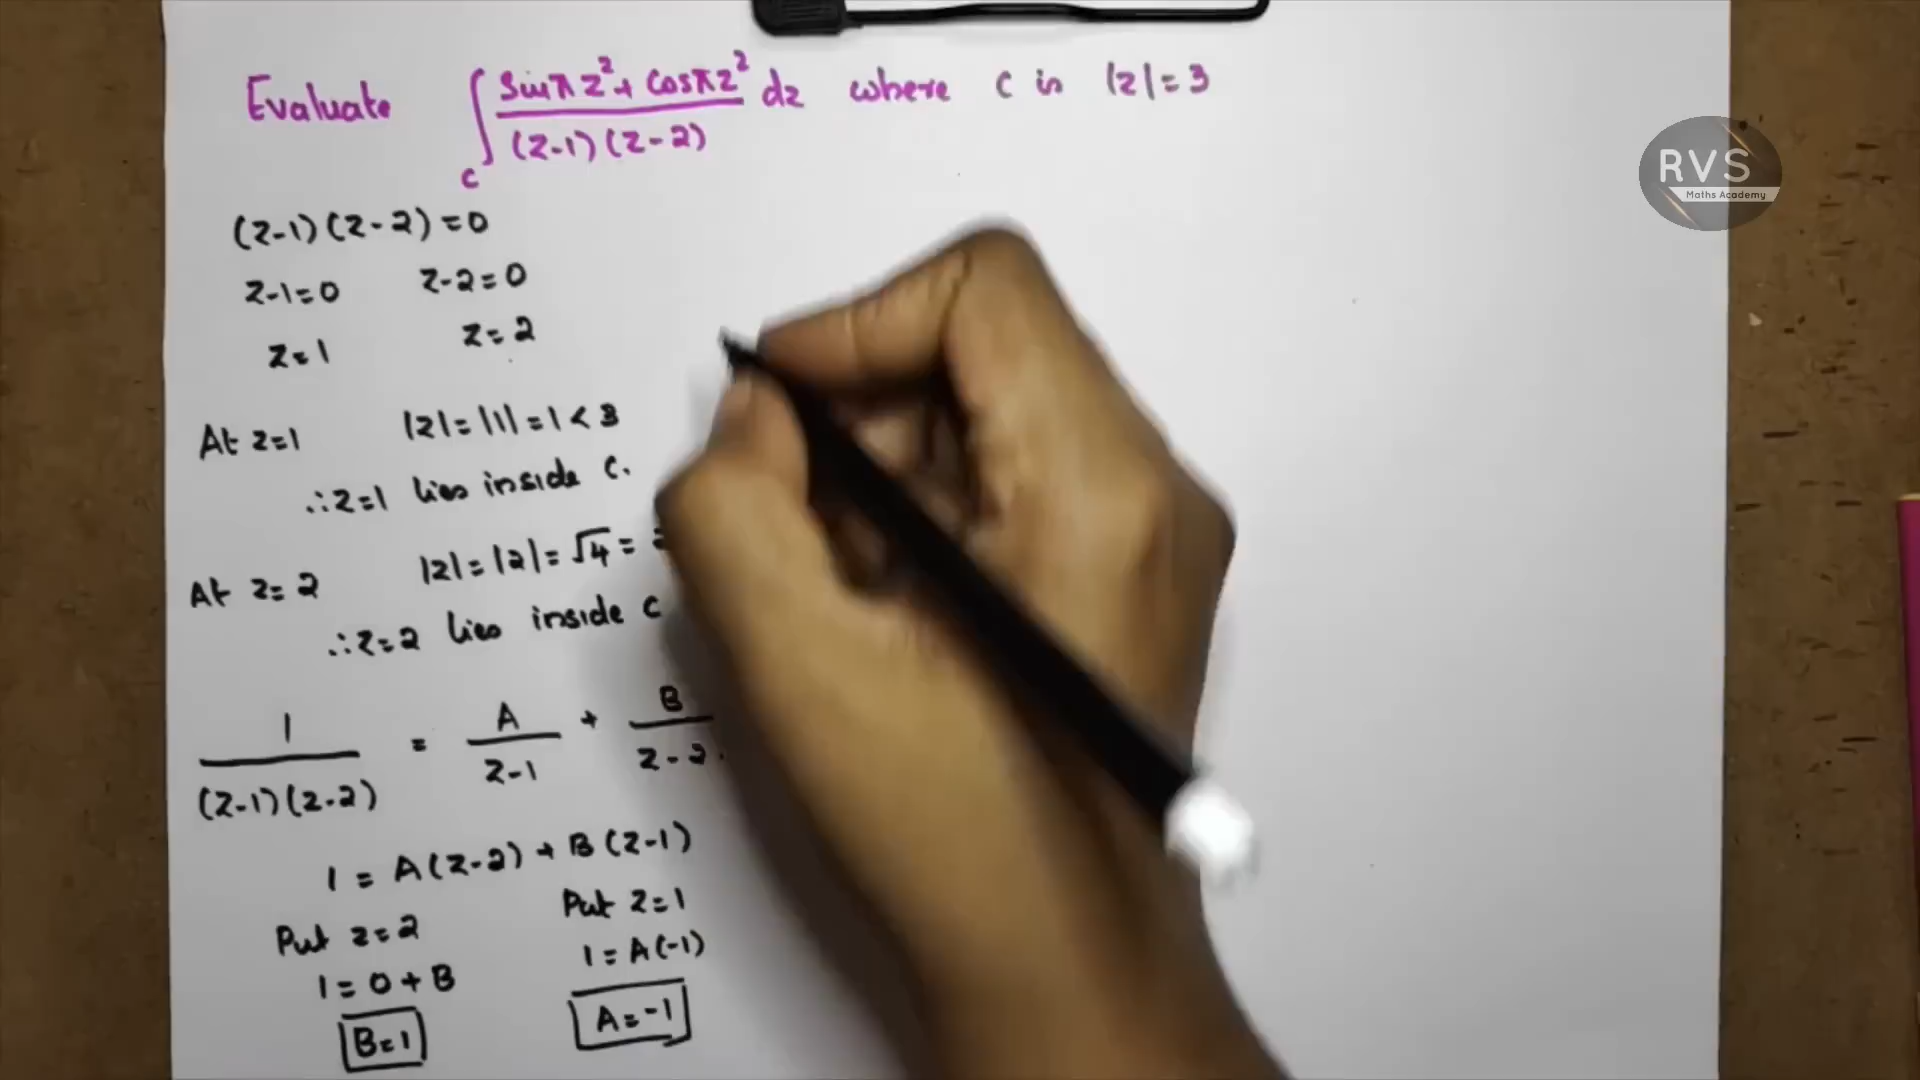 Evaluate ∫_C (sinπz² + cosπz²)/((z-1)(z-2)) dz where C is |z|=3
RVS
Maths Academy
(z-1)(z-2)=0
z-1=0 z-2=0
z=1 z=2
At z=1 |z|=|1|=1<3
∴z=1 lies inside C.
At z=2 |z|=|2|=√4=
∴z=2 lies inside C
1/((z-1)(z-2)) = A/(z-1) + B/(z-2)
1 = A(z-2)+B(z-1)
Put z=2 Put z=1
1=0+B 1=A(-1)
B=1 A=-1